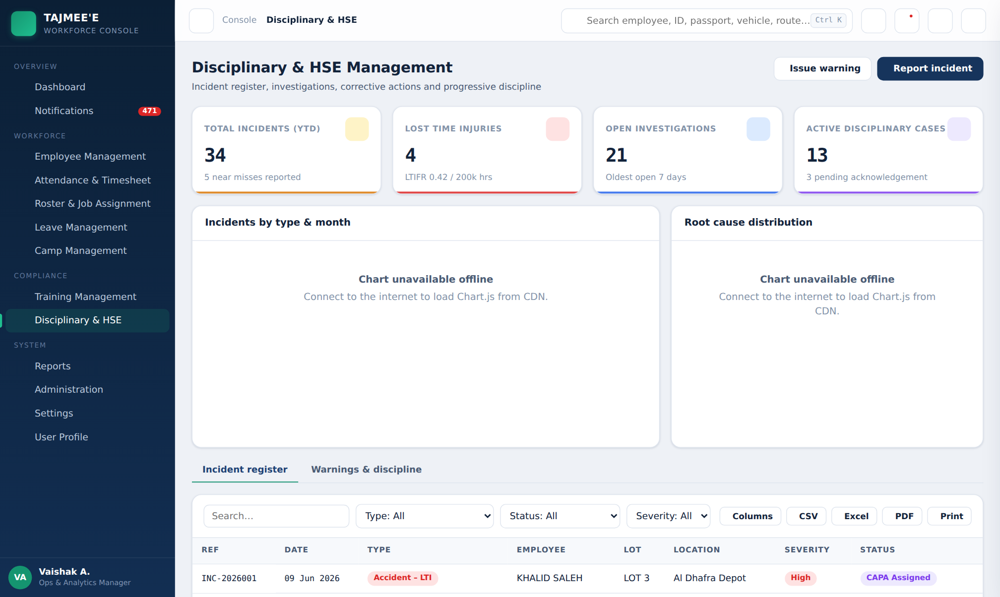 TAJMEE'E
WORKFORCE CONSOLE
OVERVIEW
Dashboard
Notifications 471
WORKFORCE
Employee Management
Attendance & Timesheet
Roster & Job Assignment
Leave Management
Camp Management
COMPLIANCE
Training Management
Disciplinary & HSE
SYSTEM
Reports
Administration
Settings
User Profile
VA
Vaishak A.
Ops & Analytics Manager
Console Disciplinary & HSE
Search employee, ID, passport, vehicle, route... Ctrl K
Disciplinary & HSE Management
Incident register, investigations, corrective actions and progressive discipline
Issue warning
Report incident
TOTAL INCIDENTS (YTD)
34
5 near misses reported
LOST TIME INJURIES
4
LTIFR 0.42 / 200k hrs
OPEN INVESTIGATIONS
21
Oldest open 7 days
ACTIVE DISCIPLINARY CASES
13
3 pending acknowledgement
Incidents by type & month
Chart unavailable offline
Connect to the internet to load Chart.js from CDN.
Root cause distribution
Chart unavailable offline
Connect to the internet to load Chart.js from
CDN.
Incident register Warnings & discipline
Search... Type: All Status: All Severity: All Columns CSV Excel PDF Print
REF DATE TYPE EMPLOYEE LOT LOCATION SEVERITY STATUS
INC-2026001 09 Jun 2026 Accident – LTI KHALID SALEH LOT 3 Al Dhafra Depot High CAPA Assigned